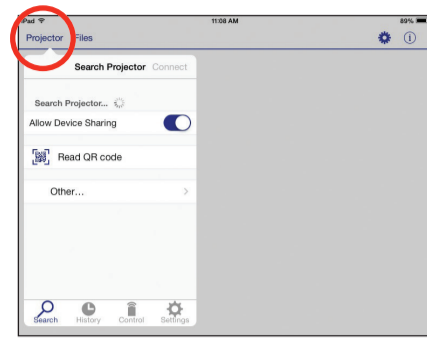 iPad 11:08 AM 89%
Projector Files
Search Projector Connect
Search Projector...
Allow Device Sharing
Read QR code
Other...
Search History Control Settings